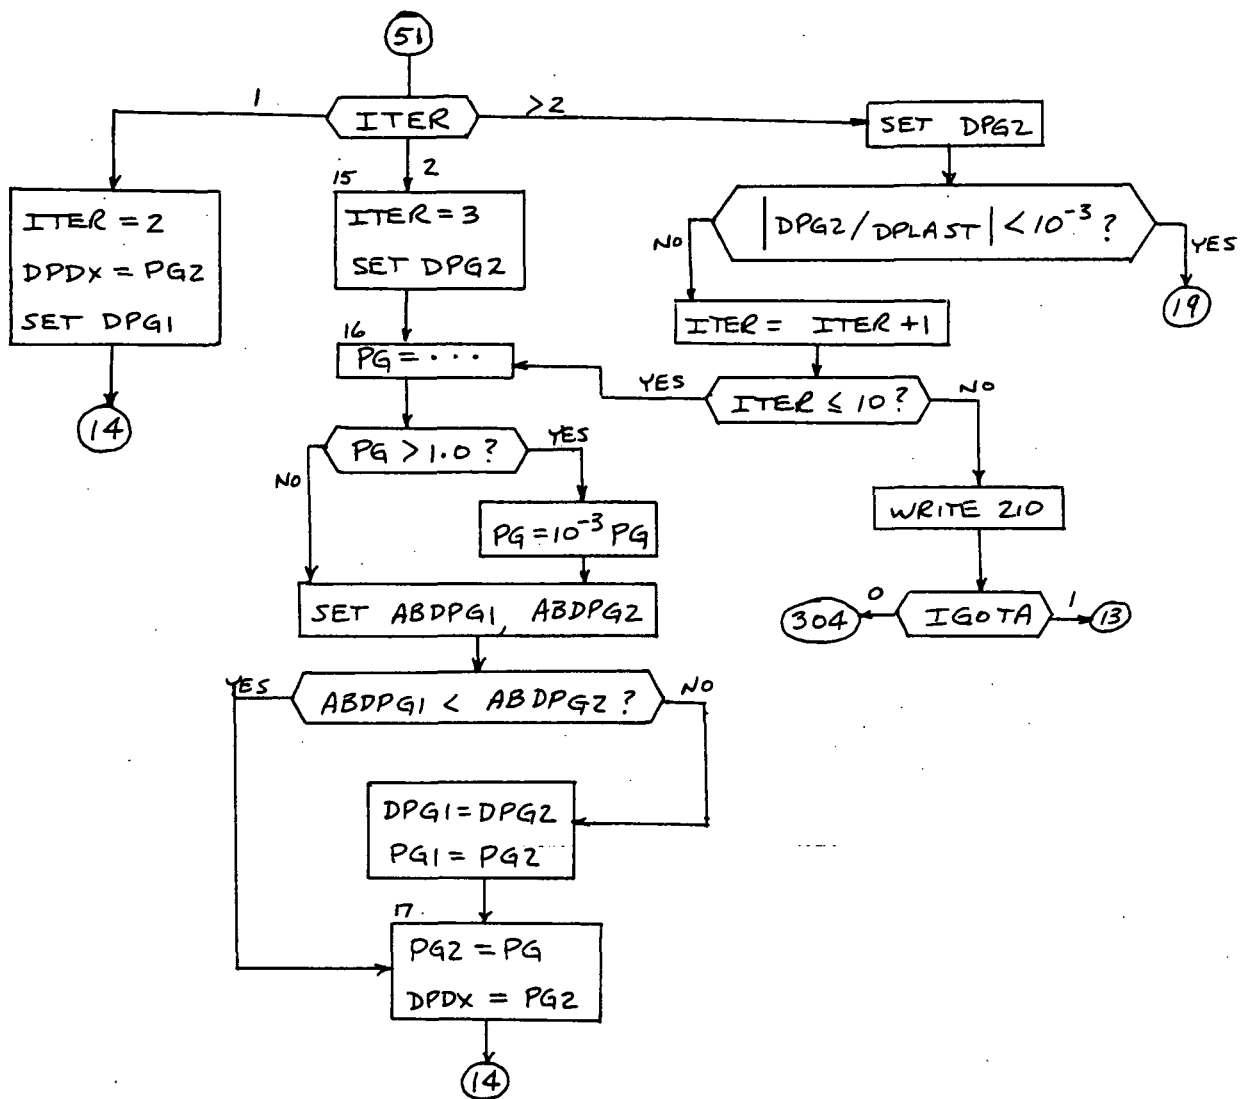 51
1
ITER
>2
SET DPG2
2
15
ITER = 2
DPDX = PG2
SET DPG1
14
ITER = 3
SET DPG2
|DPG2/DPLAST| < 10⁻³ ?
NO
YES
19
ITER = ITER + 1
16
PG = · · ·
YES
ITER ≤ 10 ?
NO
PG > 1.0 ?
YES
NO
PG = 10⁻³ PG
WRITE 210
SET ABDPG1, ABDPG2
304
0
IGOTA
1
13
YES
ABDPG1 < ABDPG2 ?
NO
DPG1 = DPG2
PG1 = PG2
17
PG2 = PG
DPDX = PG2
14